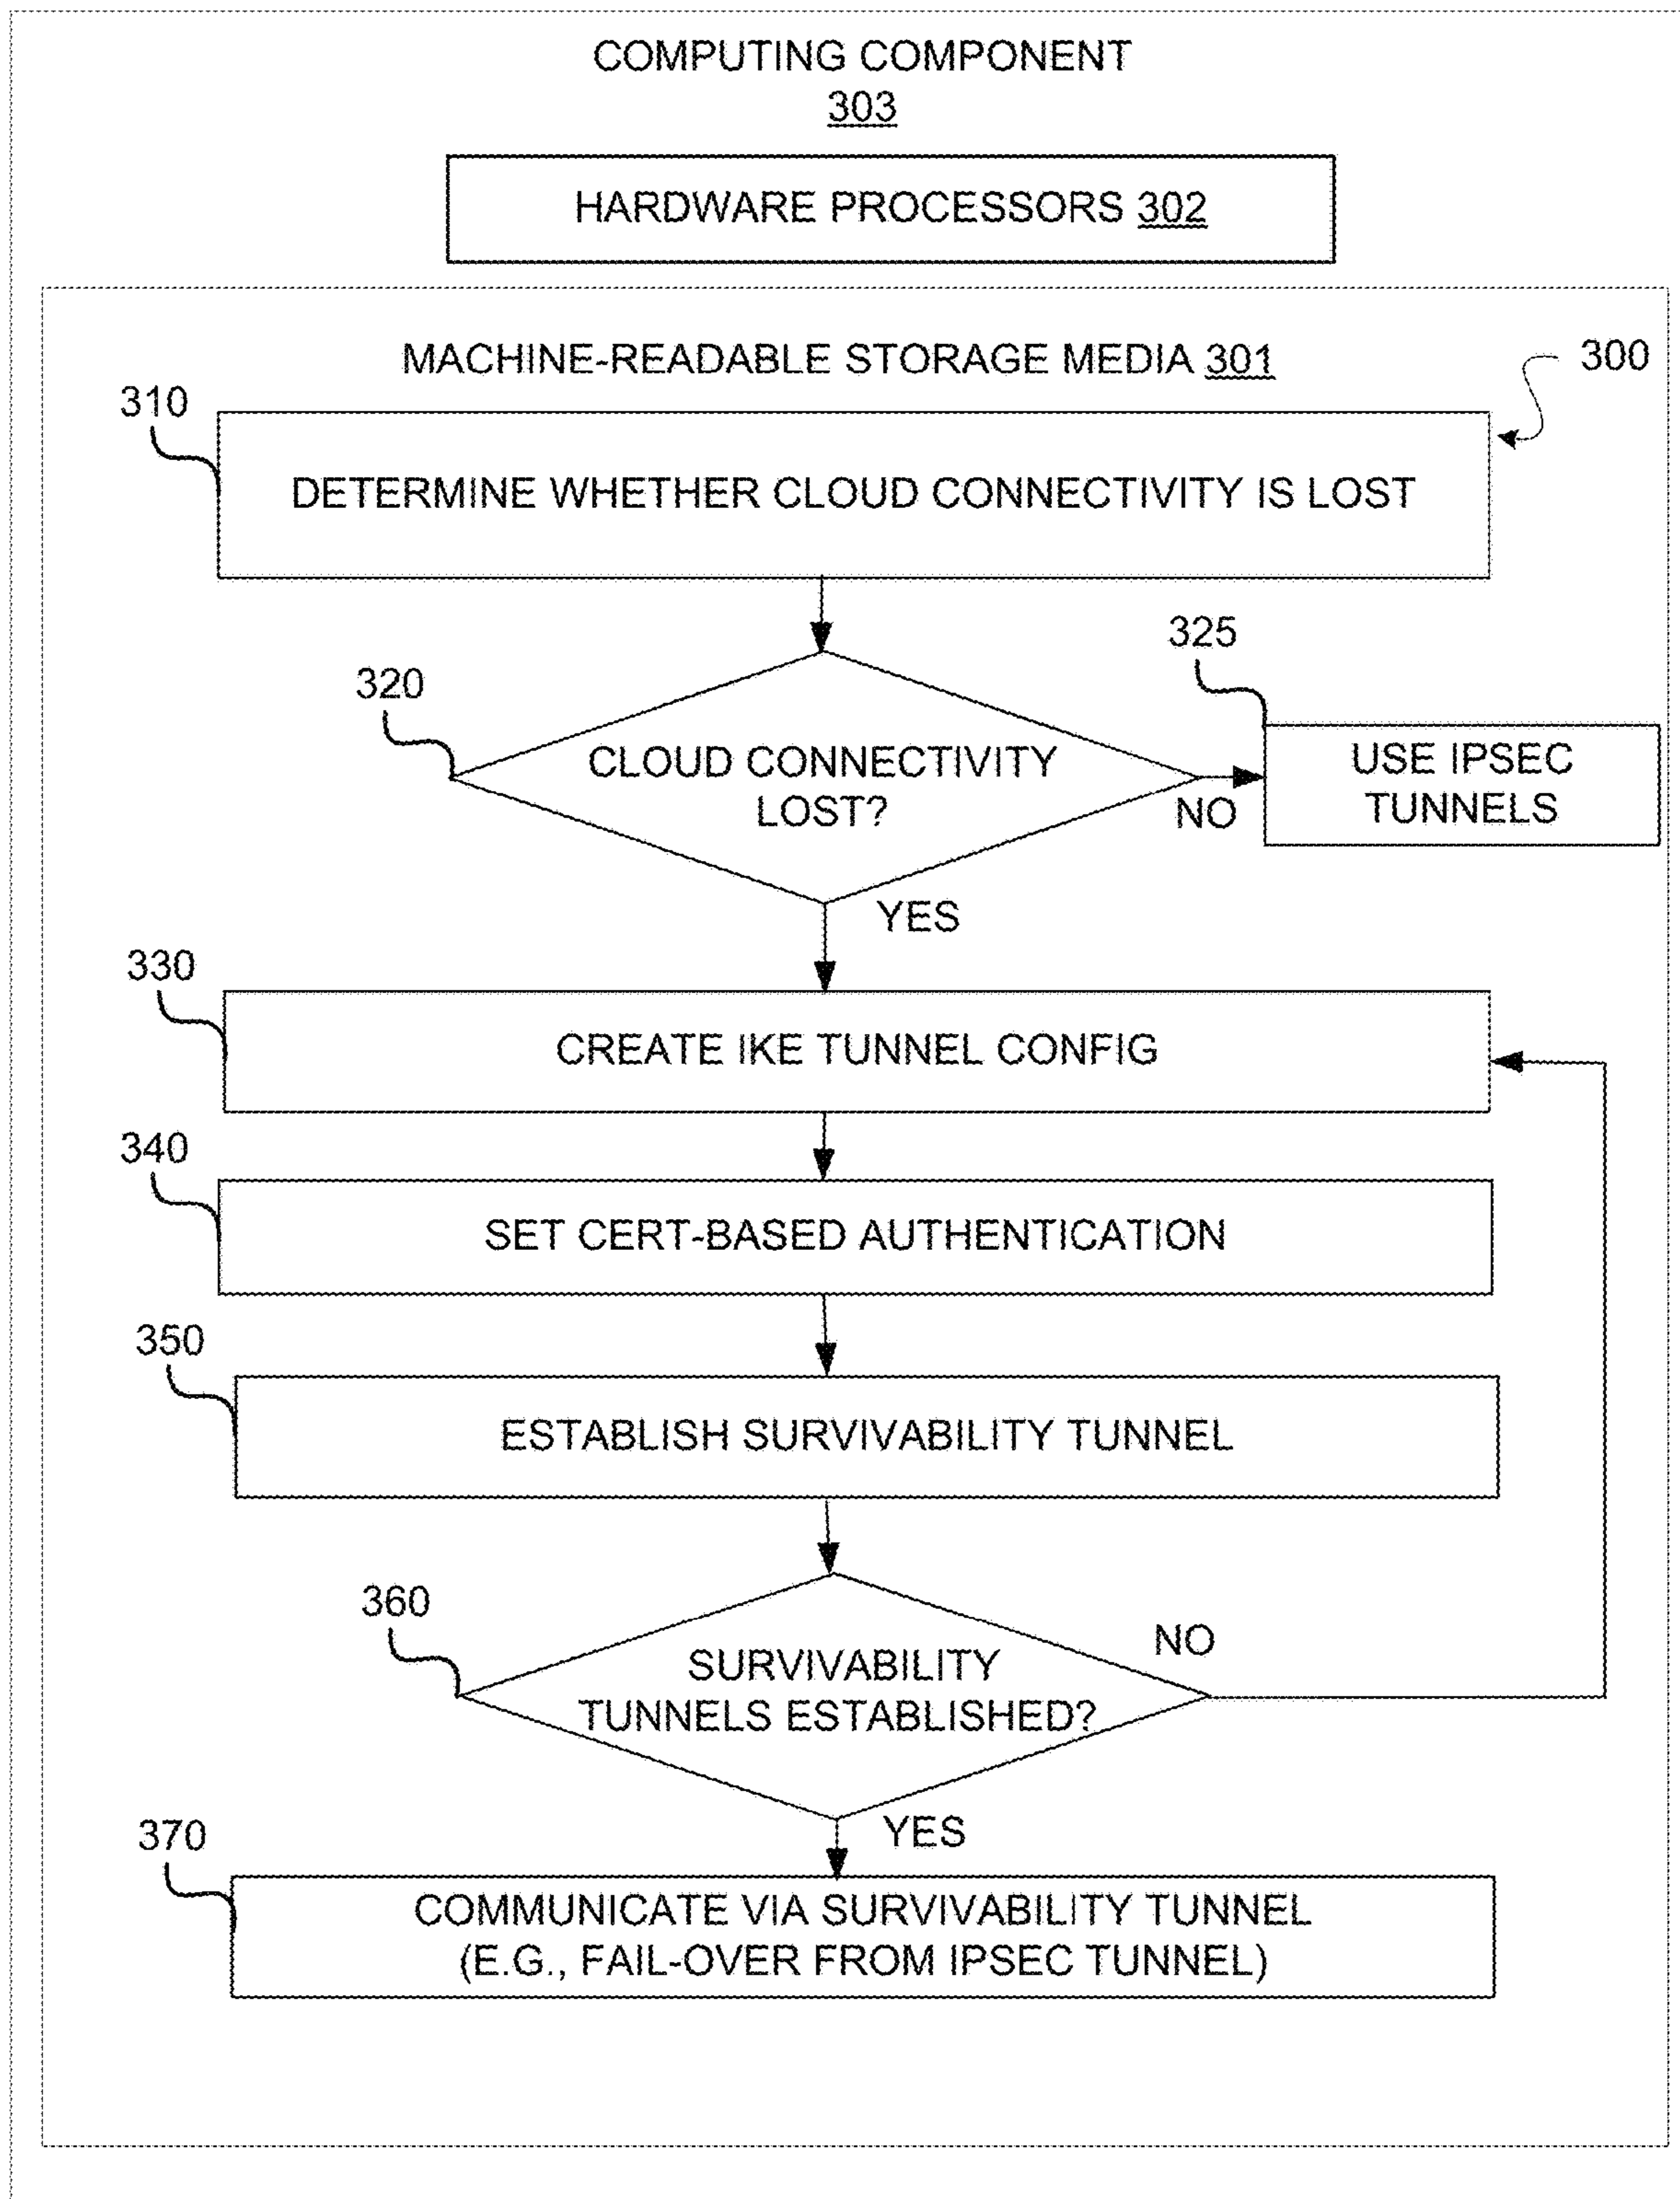 COMPUTING COMPONENT
303
HARDWARE PROCESSORS 302
MACHINE-READABLE STORAGE MEDIA 301
300
310
DETERMINE WHETHER CLOUD CONNECTIVITY IS LOST
325
320
CLOUD CONNECTIVITY
LOST?
NO
USE IPSEC
TUNNELS
YES
330
CREATE IKE TUNNEL CONFIG
340
SET CERT-BASED AUTHENTICATION
350
ESTABLISH SURVIVABILITY TUNNEL
360
NO
SURVIVABILITY
TUNNELS ESTABLISHED?
YES
370
COMMUNICATE VIA SURVIVABILITY TUNNEL
(E.G., FAIL-OVER FROM IPSEC TUNNEL)